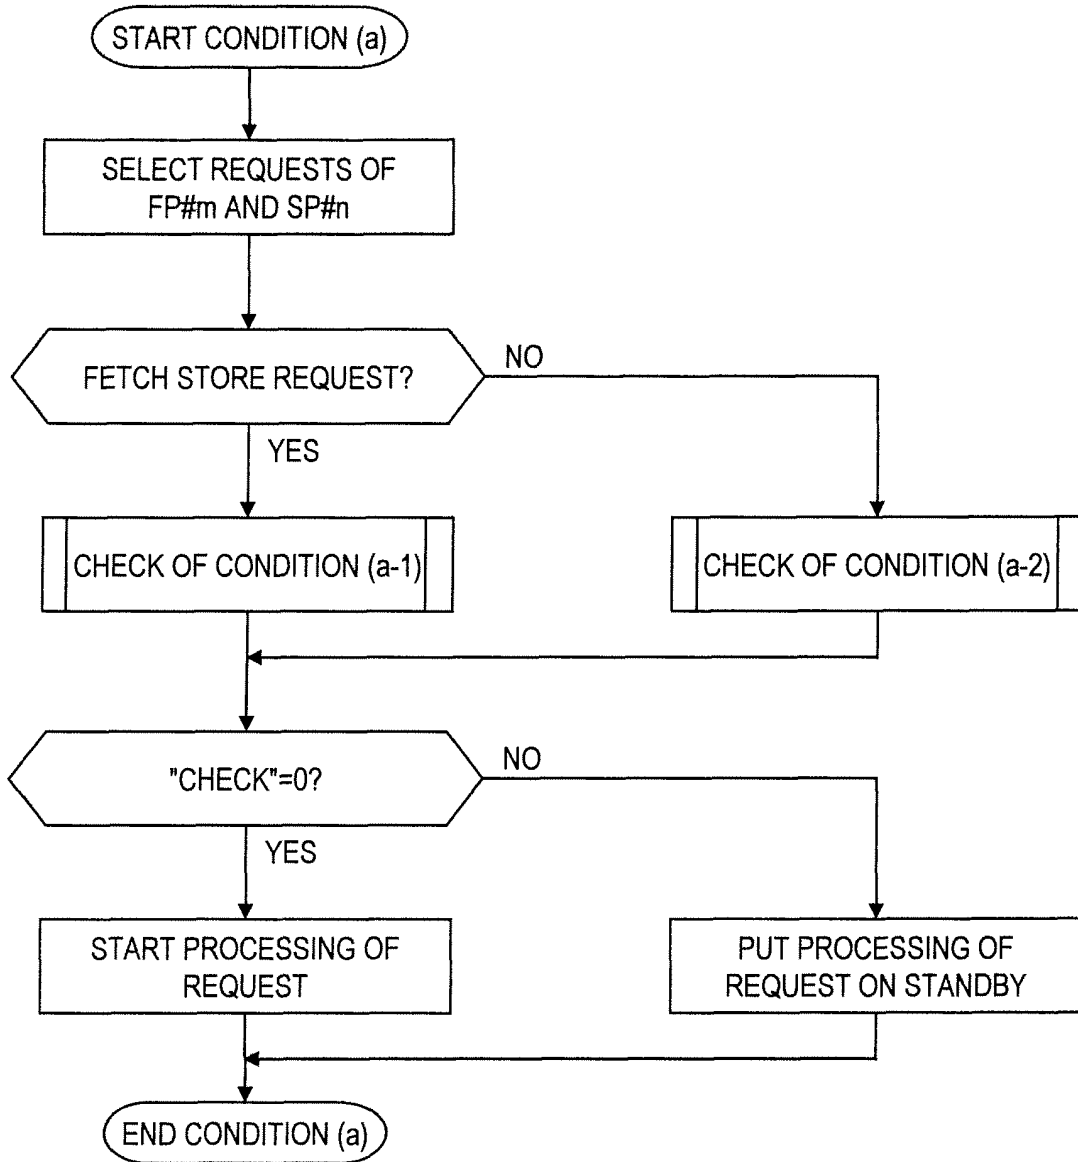 START CONDITION (a)
SELECT REQUESTS OF
FP#m AND SP#n
FETCH STORE REQUEST?
NO
YES
CHECK OF CONDITION (a-1)
CHECK OF CONDITION (a-2)
"CHECK"=0?
NO
YES
START PROCESSING OF
REQUEST
PUT PROCESSING OF
REQUEST ON STANDBY
END CONDITION (a)